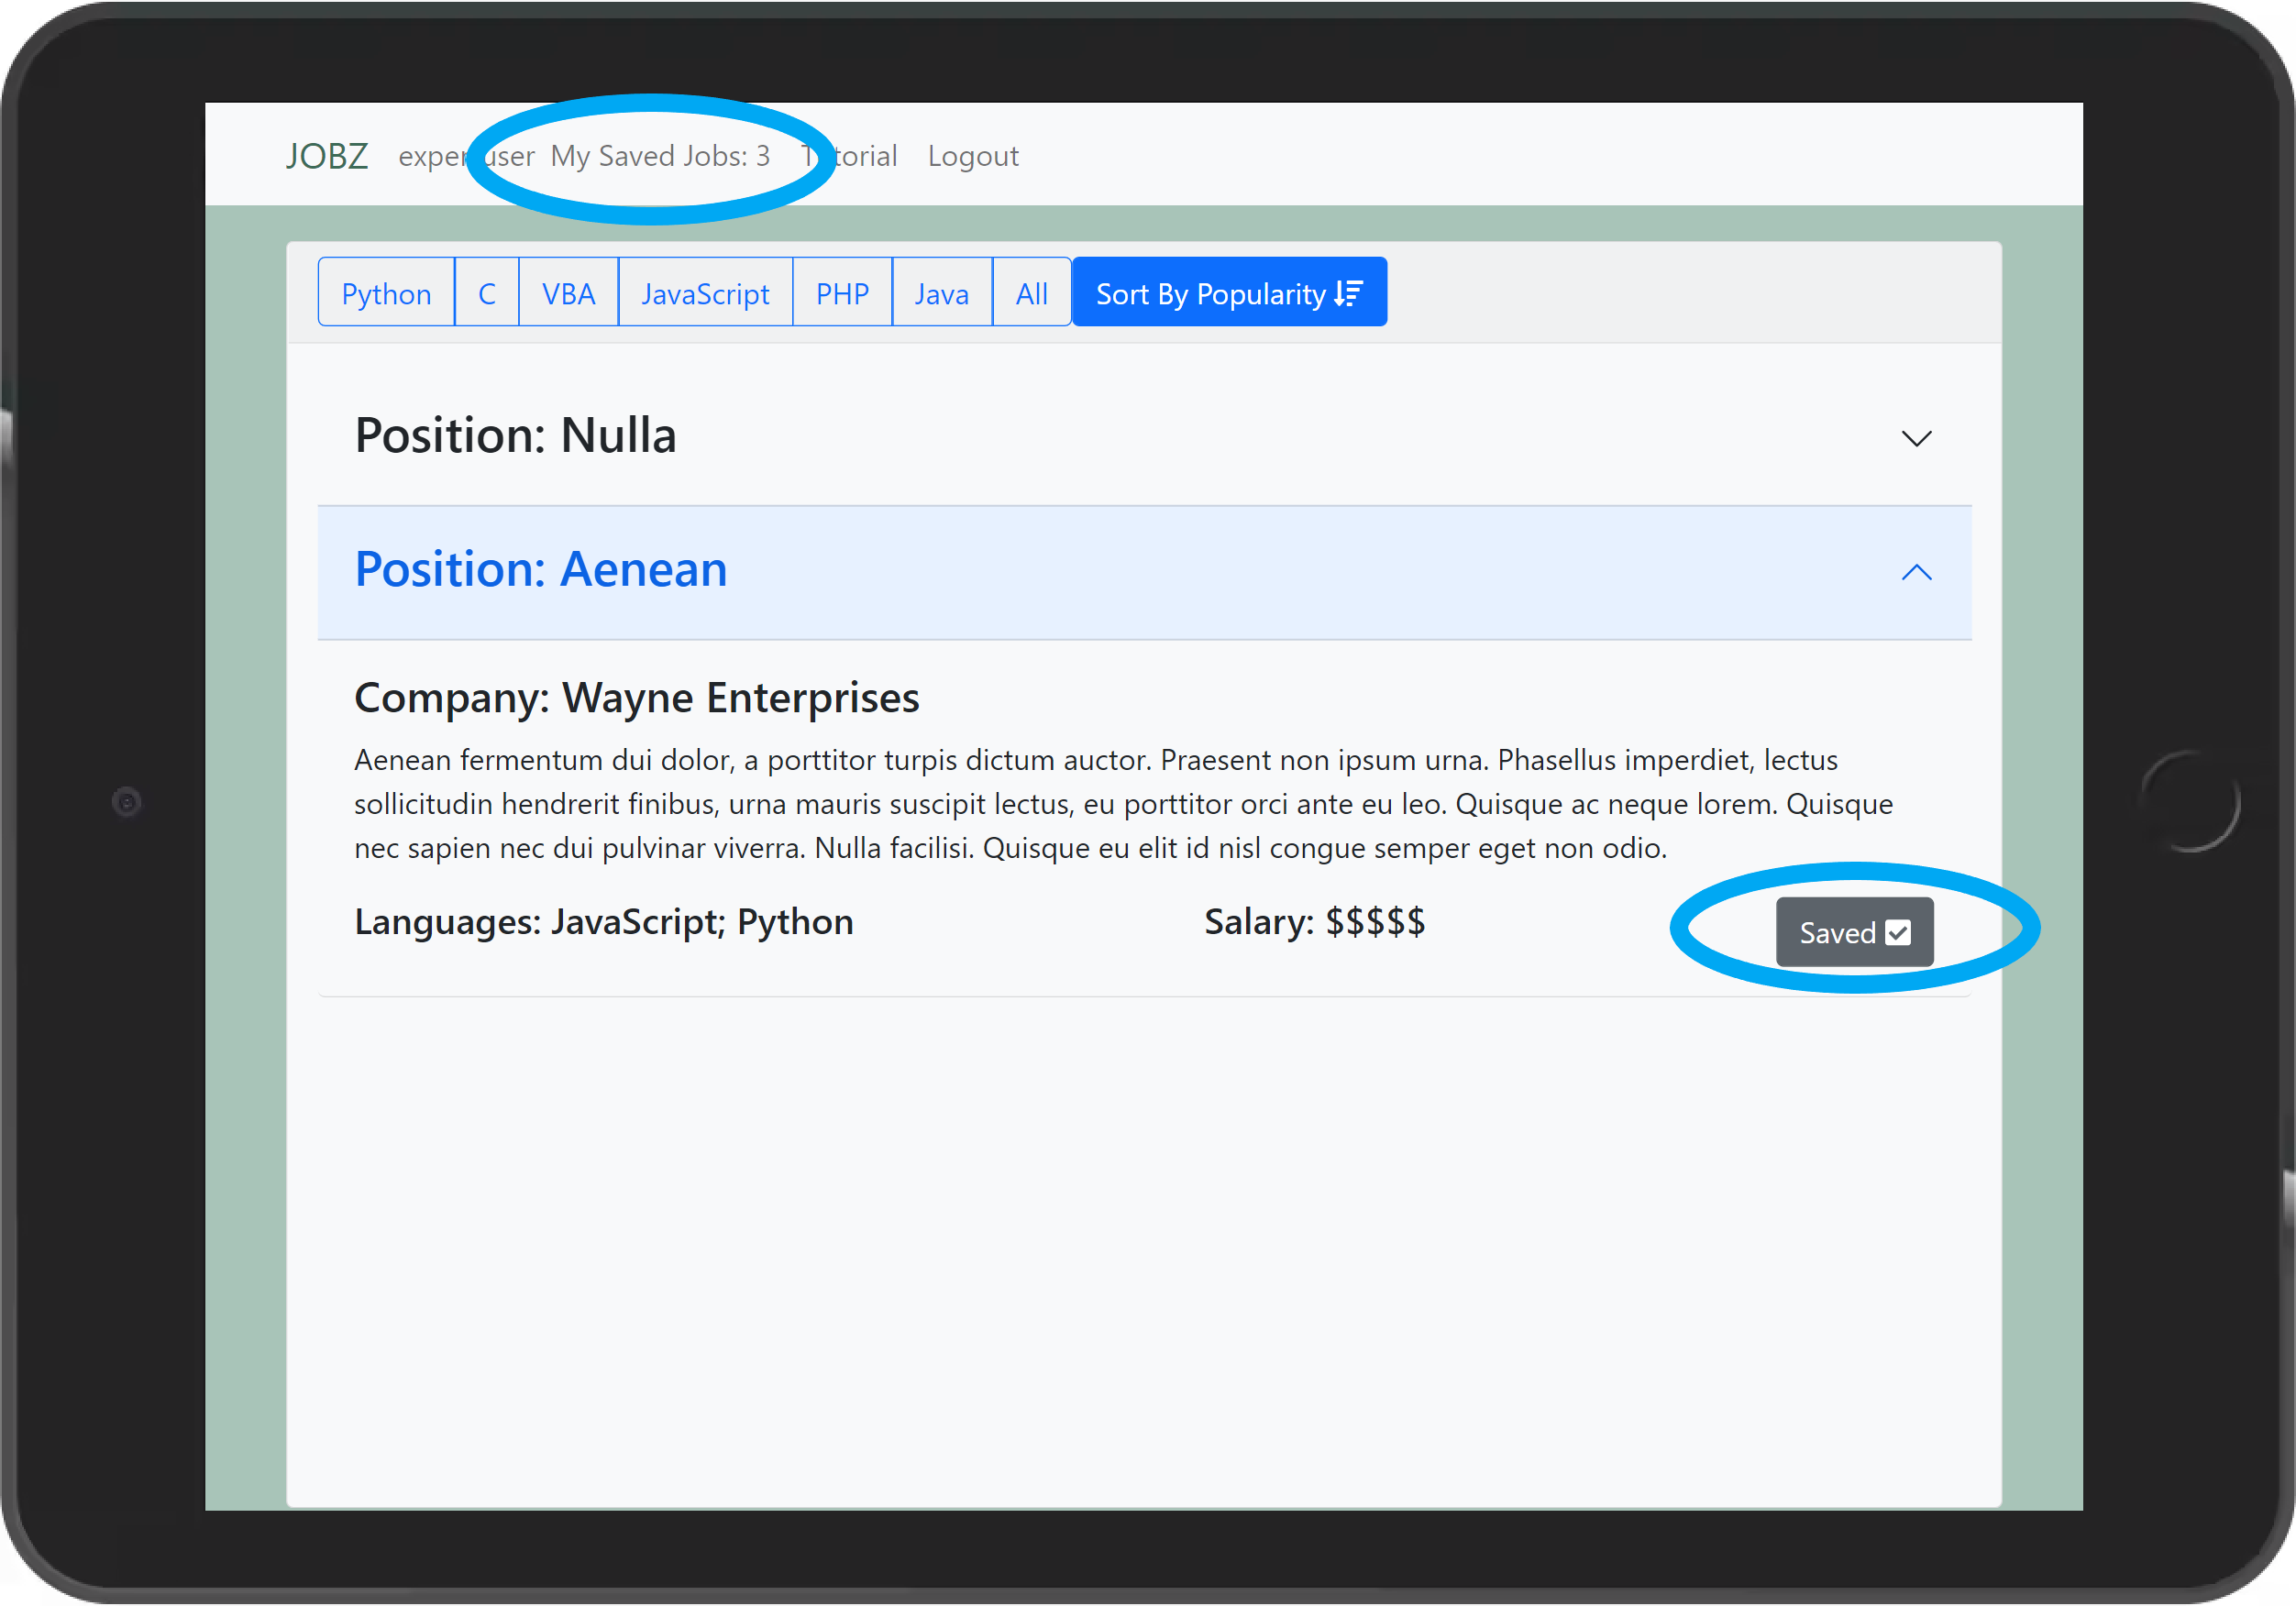 JOBZ user My Saved Jobs: 3 Logout
Python C VBA JavaScript PHP Java All Sort By Popularity
Position: Nulla
Position: Aenean
Company: Wayne Enterprises
Aenean fermentum dui dolor, a porttitor turpis dictum auctor. Praesent non ipsum urna. Phasellus imperdiet, lectus
sollicitudin hendrerit finibus, urna mauris suscipit lectus, eu porttitor orci ante eu leo. Quisque ac neque lorem. Quisque
nec sapien nec dui pulvinar viverra. Nulla facilisi. Quisque eu elit id nisl congue semper eget non odio.
Languages: JavaScript; Python Salary: $$$$$ Saved